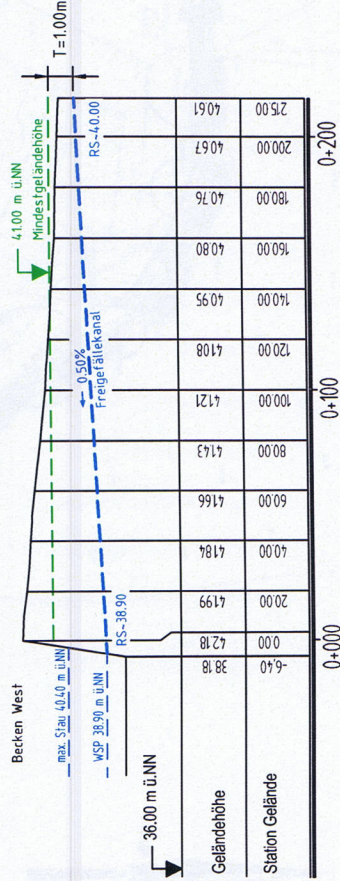 Becken West
41.00 m ü.NN
Mindestgeländehöhe
T=1.00m
max. Stau 40.40 m ü.NN
WSP 38.90 m ü.NN
RS~38.90
0,50%
Freigefällekanal
RS~40.00
36.00 m ü.NN
Geländehöhe 38.18 42.18 41.99 41.84 41.66 41.43 41.21 41.08 40.95 40.80 40.76 40.67 40.61
Station Gelände -6.40 0.00 20.00 40.00 60.00 80.00 100.00 120.00 140.00 160.00 180.00 200.00 215.00
0+000 0+100 0+200